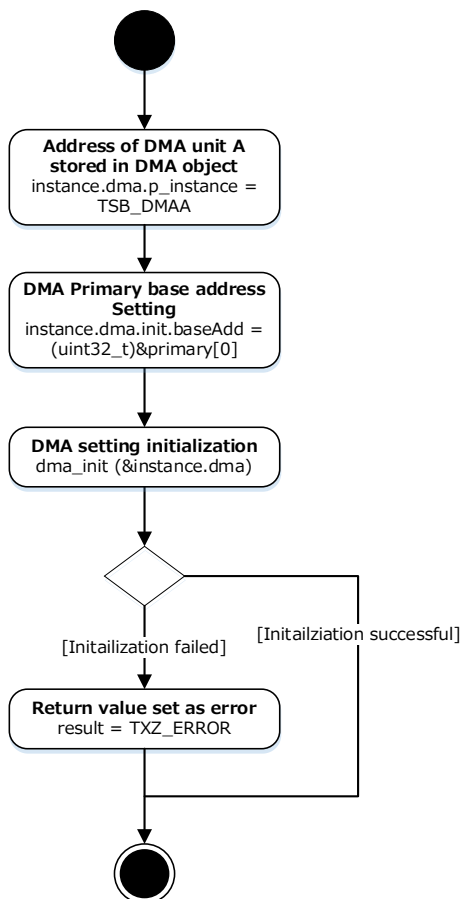 Address of DMA unit A
stored in DMA object
instance.dma.p_instance =
TSB_DMAA
DMA Primary base address
Setting
instance.dma.init.baseAdd =
(uint32_t)&primary[0]
DMA setting initialization
dma_init (&instance.dma)
[Initailziation successful]
[Initailization failed]
Return value set as error
result = TXZ_ERROR